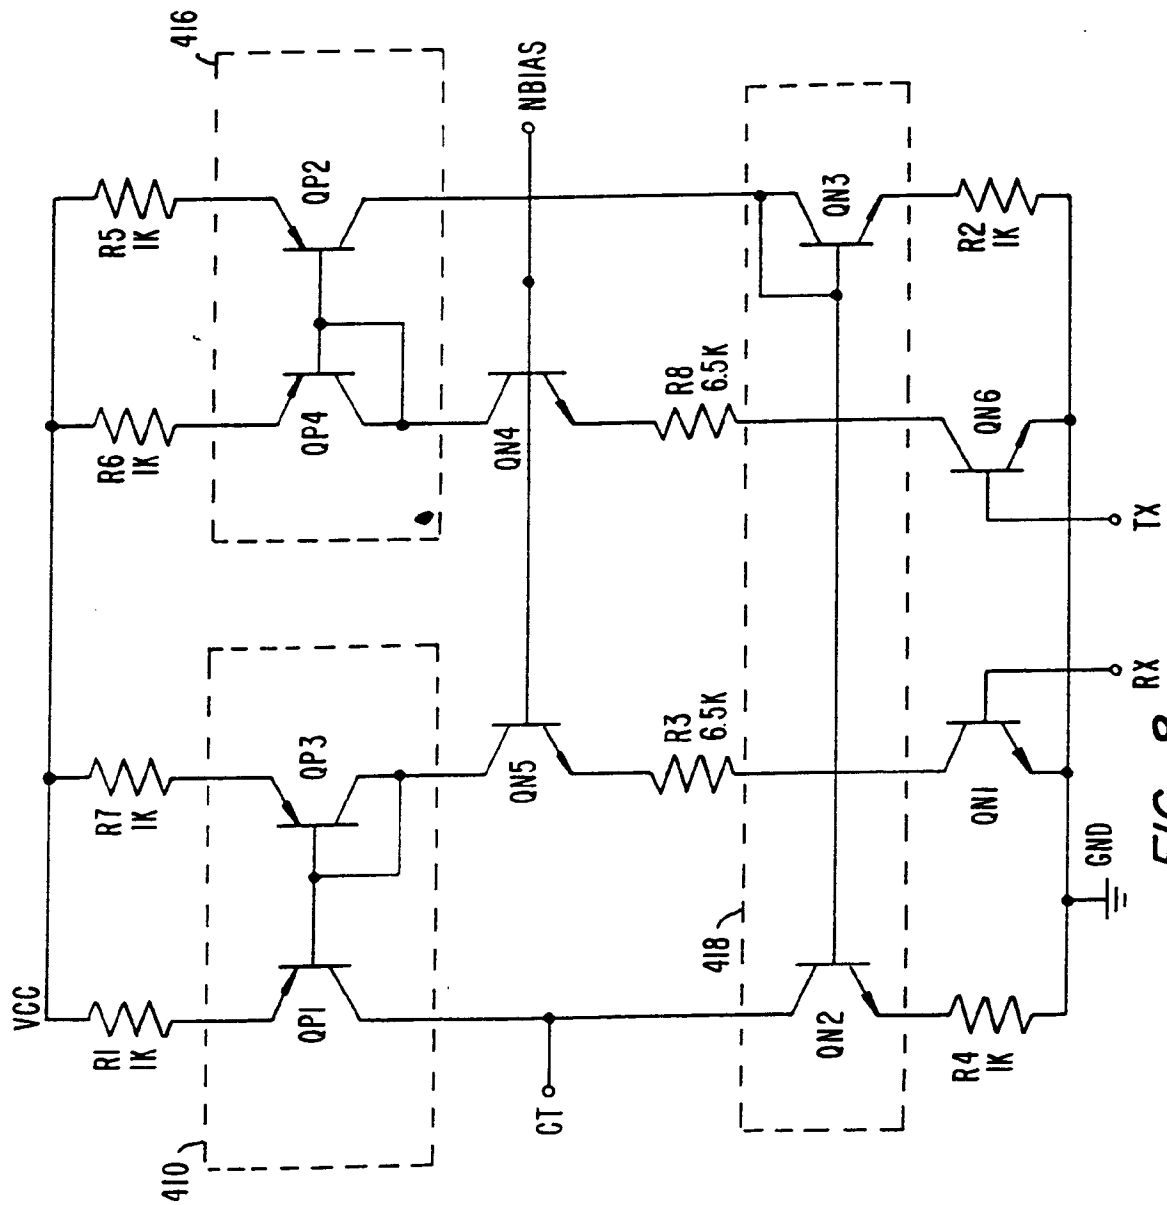 VCC
R1
1K
R7
1K
R6
1K
R5
1K
410
QP1
QP3
416
QP4
QP2
CT
QN5
QN4
NBIAS
R3
6.5K
R8
6.5K
418
QN2
QN3
R4
1K
QN1
QN6
R2
1K
GND
RX
TX